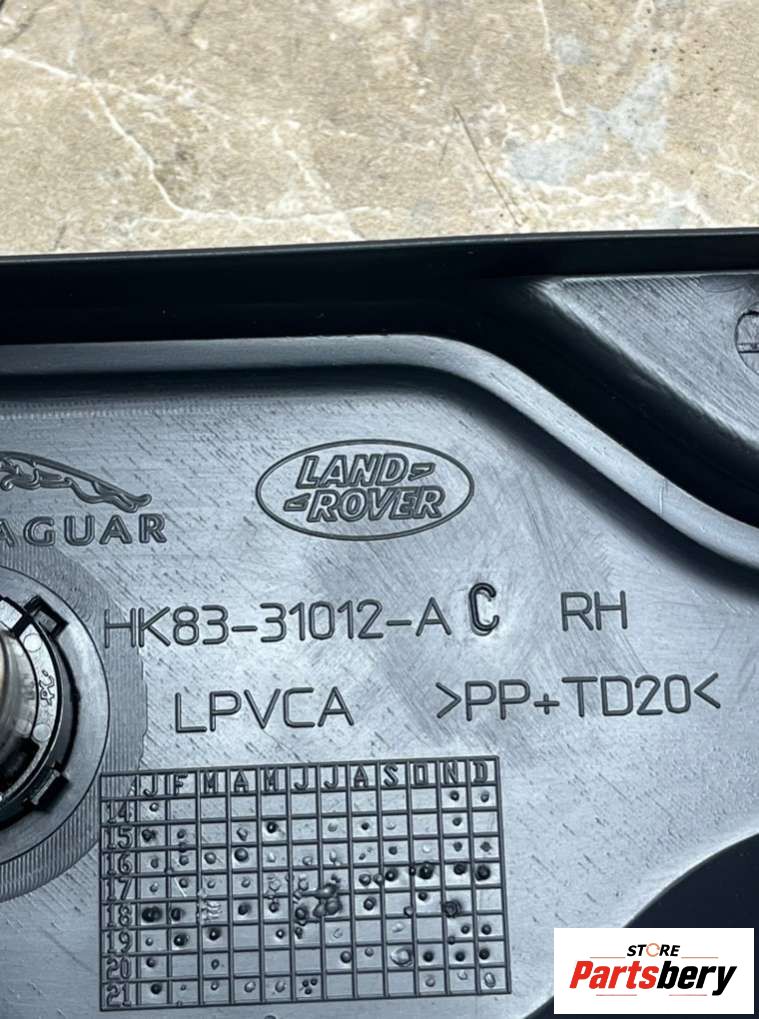 LAND
ROVER
AGUAR
HK83-31012-A C RH
LPVCA >PP+TD20<
J F M A M J J A S O N D
14
15
16
17
18
19
20
21
STORE
Partsbery